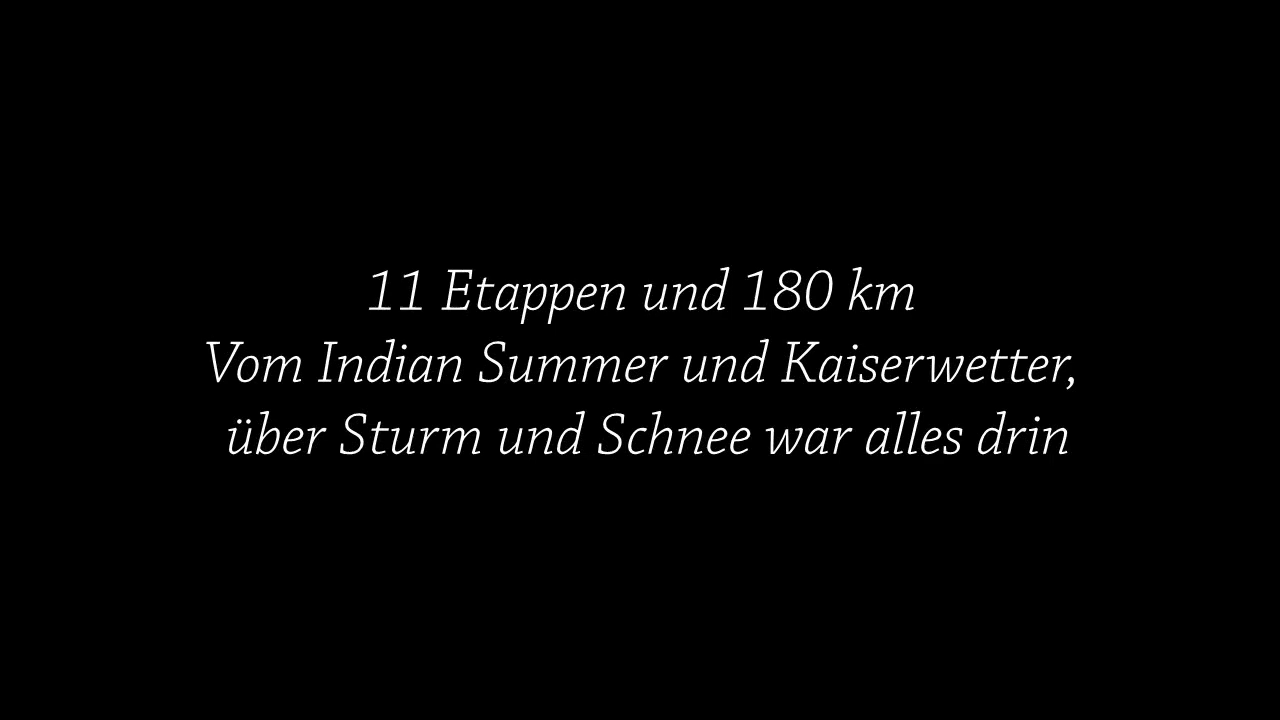 11 Etappen und 180 km
Vom Indian Summer und Kaiserwetter,
über Sturm und Schnee war alles drin